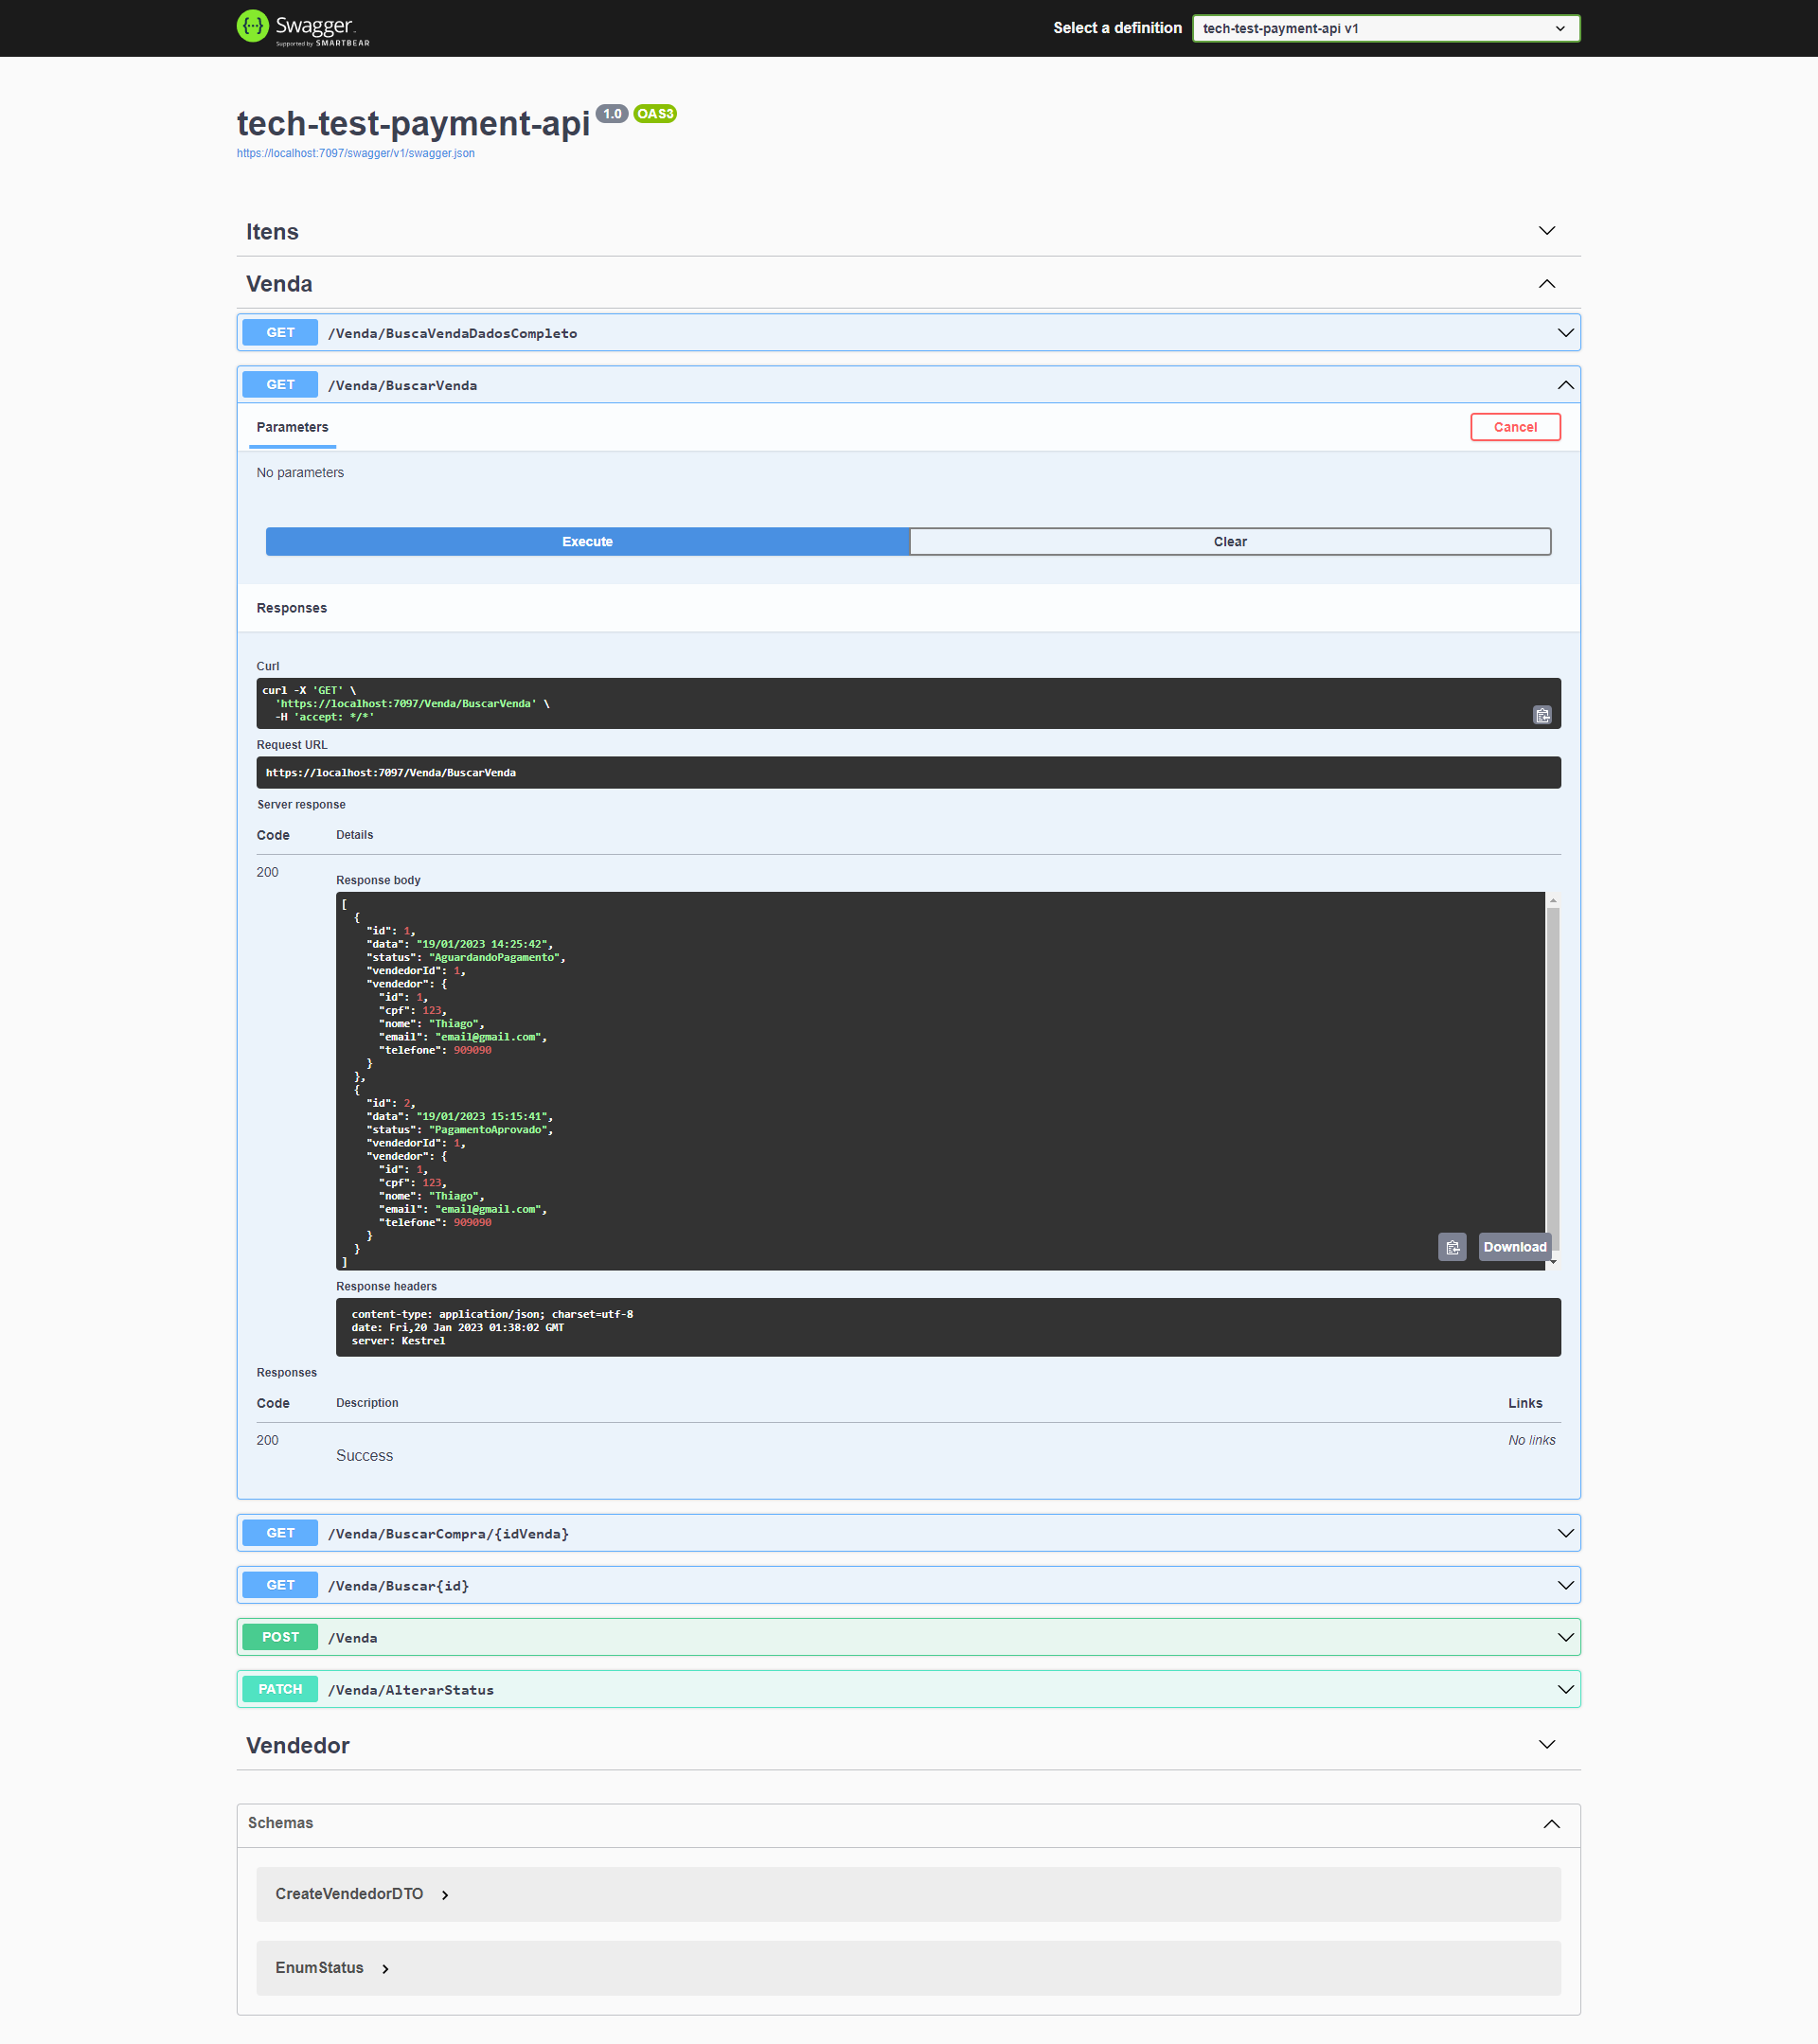 Swagger
Supported by SMARTBEAR
Select a definition
tech-test-payment-api v1
tech-test-payment-api 1.0 OAS3
https://localhost:7097/swagger/v1/swagger.json
Itens
Venda
GET /Venda/BuscaVendaDadosCompleto
GET /Venda/BuscarVenda
Parameters
Cancel
No parameters
Execute
Clear
Responses
Curl
curl -X 'GET' \
  'https://localhost:7097/Venda/BuscarVenda' \
  -H 'accept: */*'
Request URL
https://localhost:7097/Venda/BuscarVenda
Server response
Code Details
200
Response body
[
  {
    "id": 1,
    "data": "19/01/2023 14:25:42",
    "status": "AguardandoPagamento",
    "vendedorId": 1,
    "vendedor": {
      "id": 1,
      "cpf": 123,
      "nome": "Thiago",
      "email": "email@gmail.com",
      "telefone": 909090
    }
  },
  {
    "id": 2,
    "data": "19/01/2023 15:15:41",
    "status": "PagamentoAprovado",
    "vendedorId": 1,
    "vendedor": {
      "id": 1,
      "cpf": 123,
      "nome": "Thiago",
      "email": "email@gmail.com",
      "telefone": 909090
    }
  }
]
Download
Response headers
content-type: application/json; charset=utf-8
date: Fri,20 Jan 2023 01:38:02 GMT
server: Kestrel
Responses
Code Description Links
200 Success No links
GET /Venda/BuscarCompra/{idVenda}
GET /Venda/Buscar{id}
POST /Venda
PATCH /Venda/AlterarStatus
Vendedor
Schemas
CreateVendedorDTO
EnumStatus